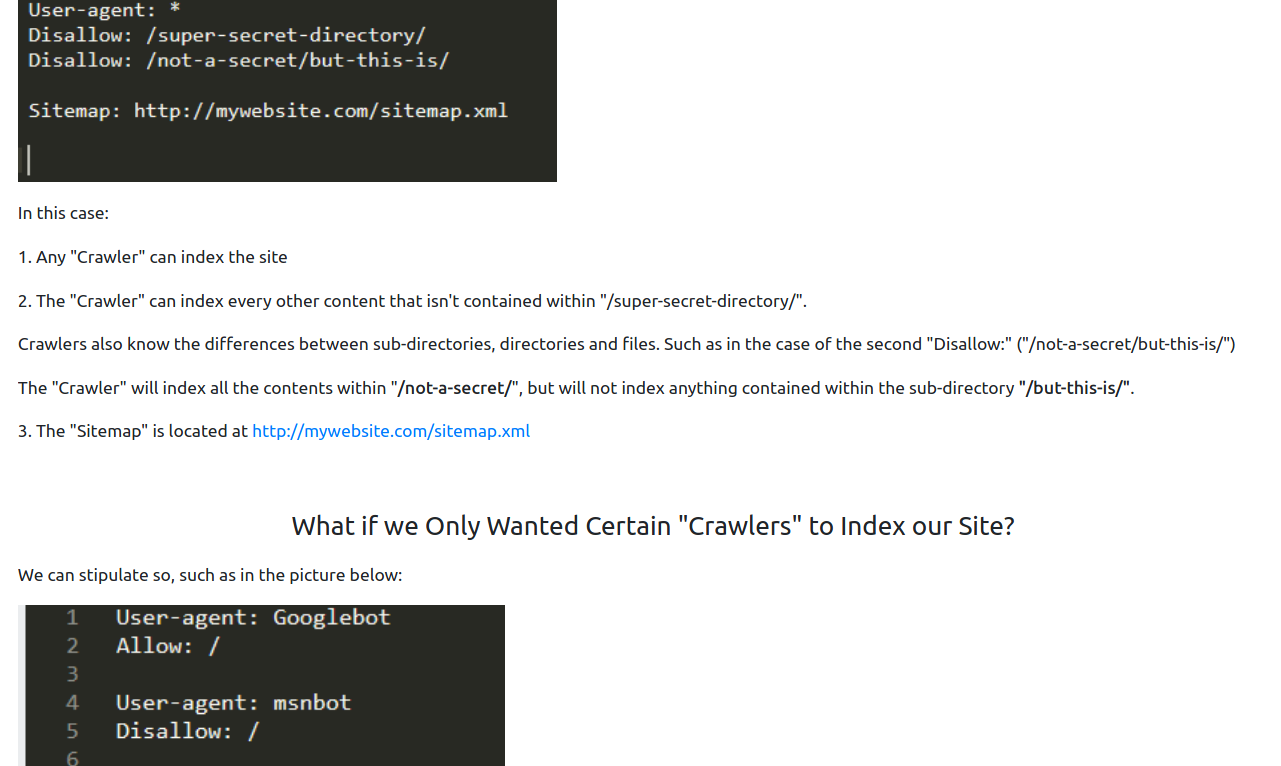 User-agent: *
Disallow: /super-secret-directory/
Disallow: /not-a-secret/but-this-is/
Sitemap: http://mywebsite.com/sitemap.xml
In this case:
1. Any "Crawler" can index the site
2. The "Crawler" can index every other content that isn't contained within "/super-secret-directory/".
Crawlers also know the differences between sub-directories, directories and files. Such as in the case of the second "Disallow:" ("/not-a-secret/but-this-is/")
The "Crawler" will index all the contents within "/not-a-secret/", but will not index anything contained within the sub-directory "/but-this-is/".
3. The "Sitemap" is located at http://mywebsite.com/sitemap.xml
What if we Only Wanted Certain "Crawlers" to Index our Site?
We can stipulate so, such as in the picture below:
1 User-agent: Googlebot
2 Allow: /
3
4 User-agent: msnbot
5 Disallow: /
6